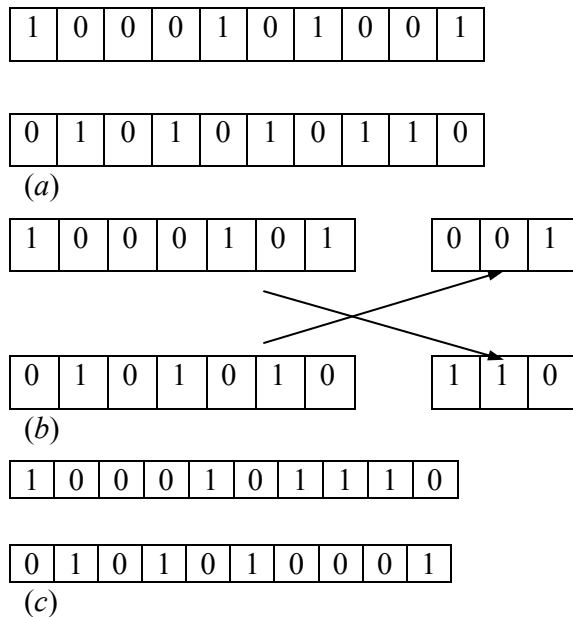 1 0 0 0 1 0 1 0 0 1
0 1 0 1 0 1 0 1 1 0
(a)
1 0 0 0 1 0 1 0 0 1
0 1 0 1 0 1 0 1 1 0
(b)
1 0 0 0 1 0 1 1 1 0
0 1 0 1 0 1 0 0 0 1
(c)